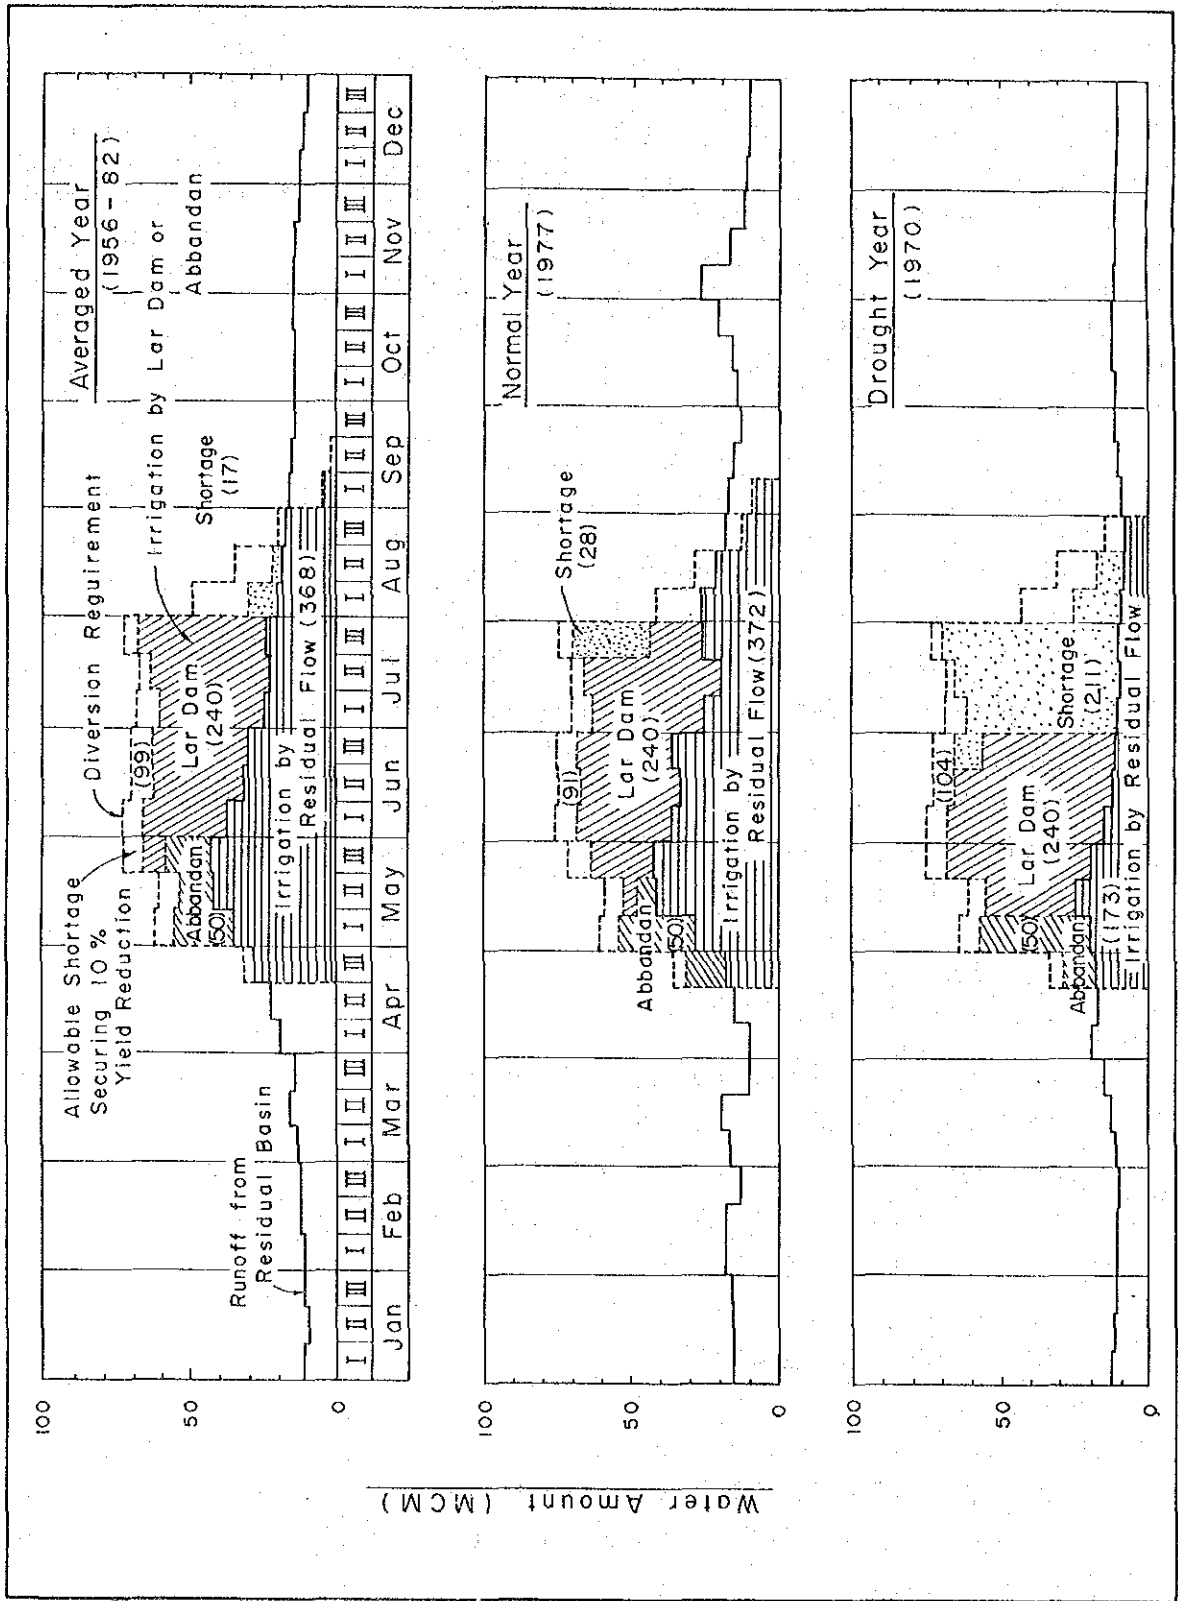 Water Amount (MCM)
100
50
0
Averaged Year
(1956-82)
Allowable Shortage
Securing 10 %
Yield Reduction
Diversion Reguirement
Irrigation by Lar Dam or
Abbandan
Runoff from
Residual Basin
(99)
Lar Dam
(240)
Shortage
(17)
Abbandan
(50)
Irrigation by
Residual Flow (368)
I II III I II III I II III I II III I II III I II III I II III I II III I II III I II III I II III I II III
Jan Feb Mar Apr May Jun Jul Aug Sep Oct Nov Dec
100
50
0
Normal Year
(1977)
Shortage
(28)
(91)
Lar Dam
(240)
Abbandan
(50)
Irrigation by
Residual Flow(372)
100
50
0
Drought Year
(1970)
(104)
Lar Dam
(240)
Shortage
(211)
(50)
Abbandan
(173)
Irrigation by Residual Flow